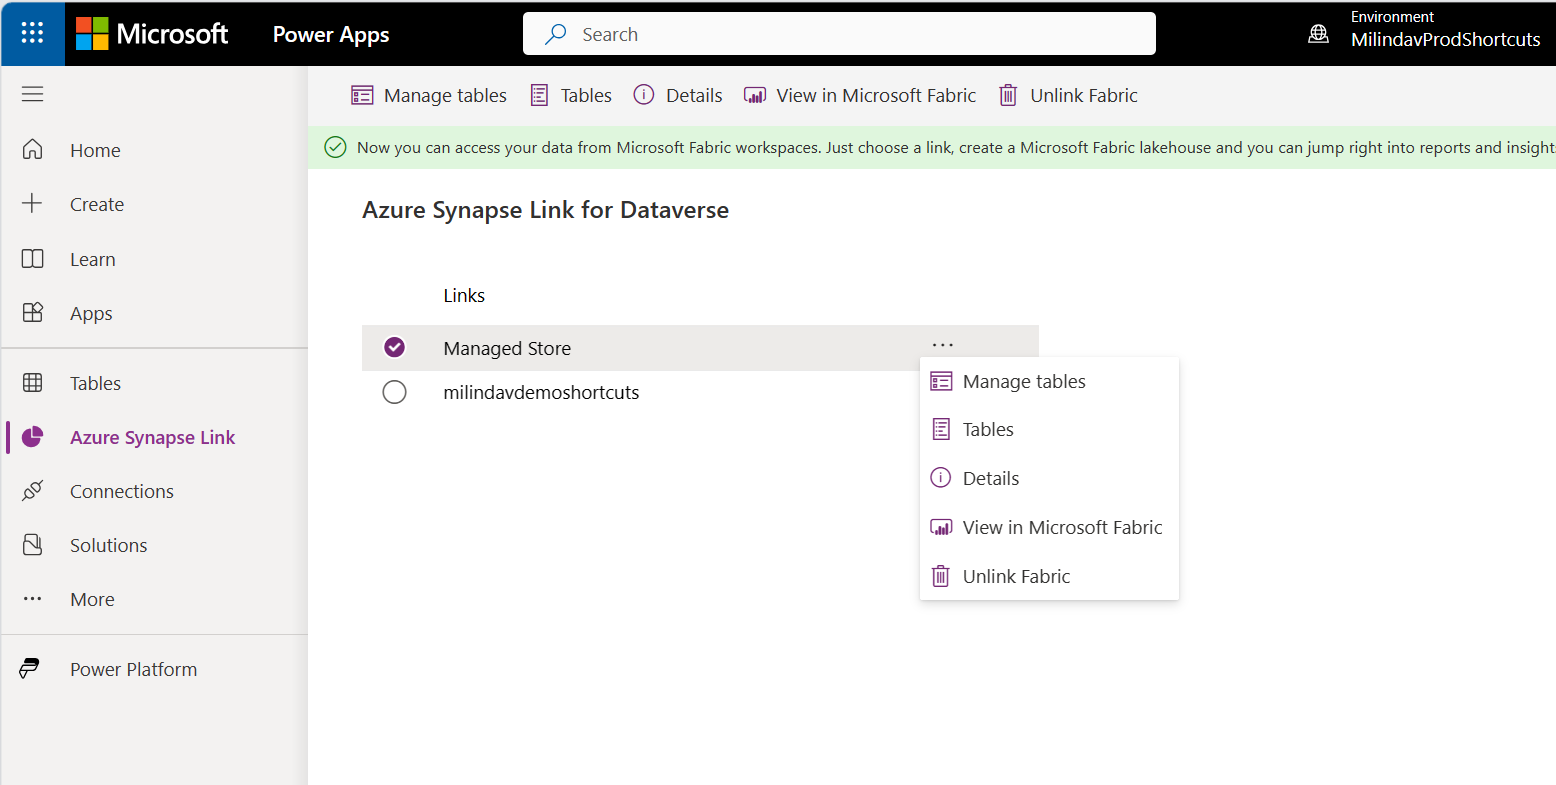 Microsoft Power Apps
Search
Environment
MilindavProdShortcuts
Manage tables Tables Details View in Microsoft Fabric Unlink Fabric
Now you can access your data from Microsoft Fabric workspaces. Just choose a link, create a Microsoft Fabric lakehouse and you can jump right into reports and insights
Home
Create
Learn
Apps
Tables
Azure Synapse Link
Connections
Solutions
More
Power Platform
Azure Synapse Link for Dataverse
Links
Managed Store
milindavdemoshortcuts
Manage tables
Tables
Details
View in Microsoft Fabric
Unlink Fabric